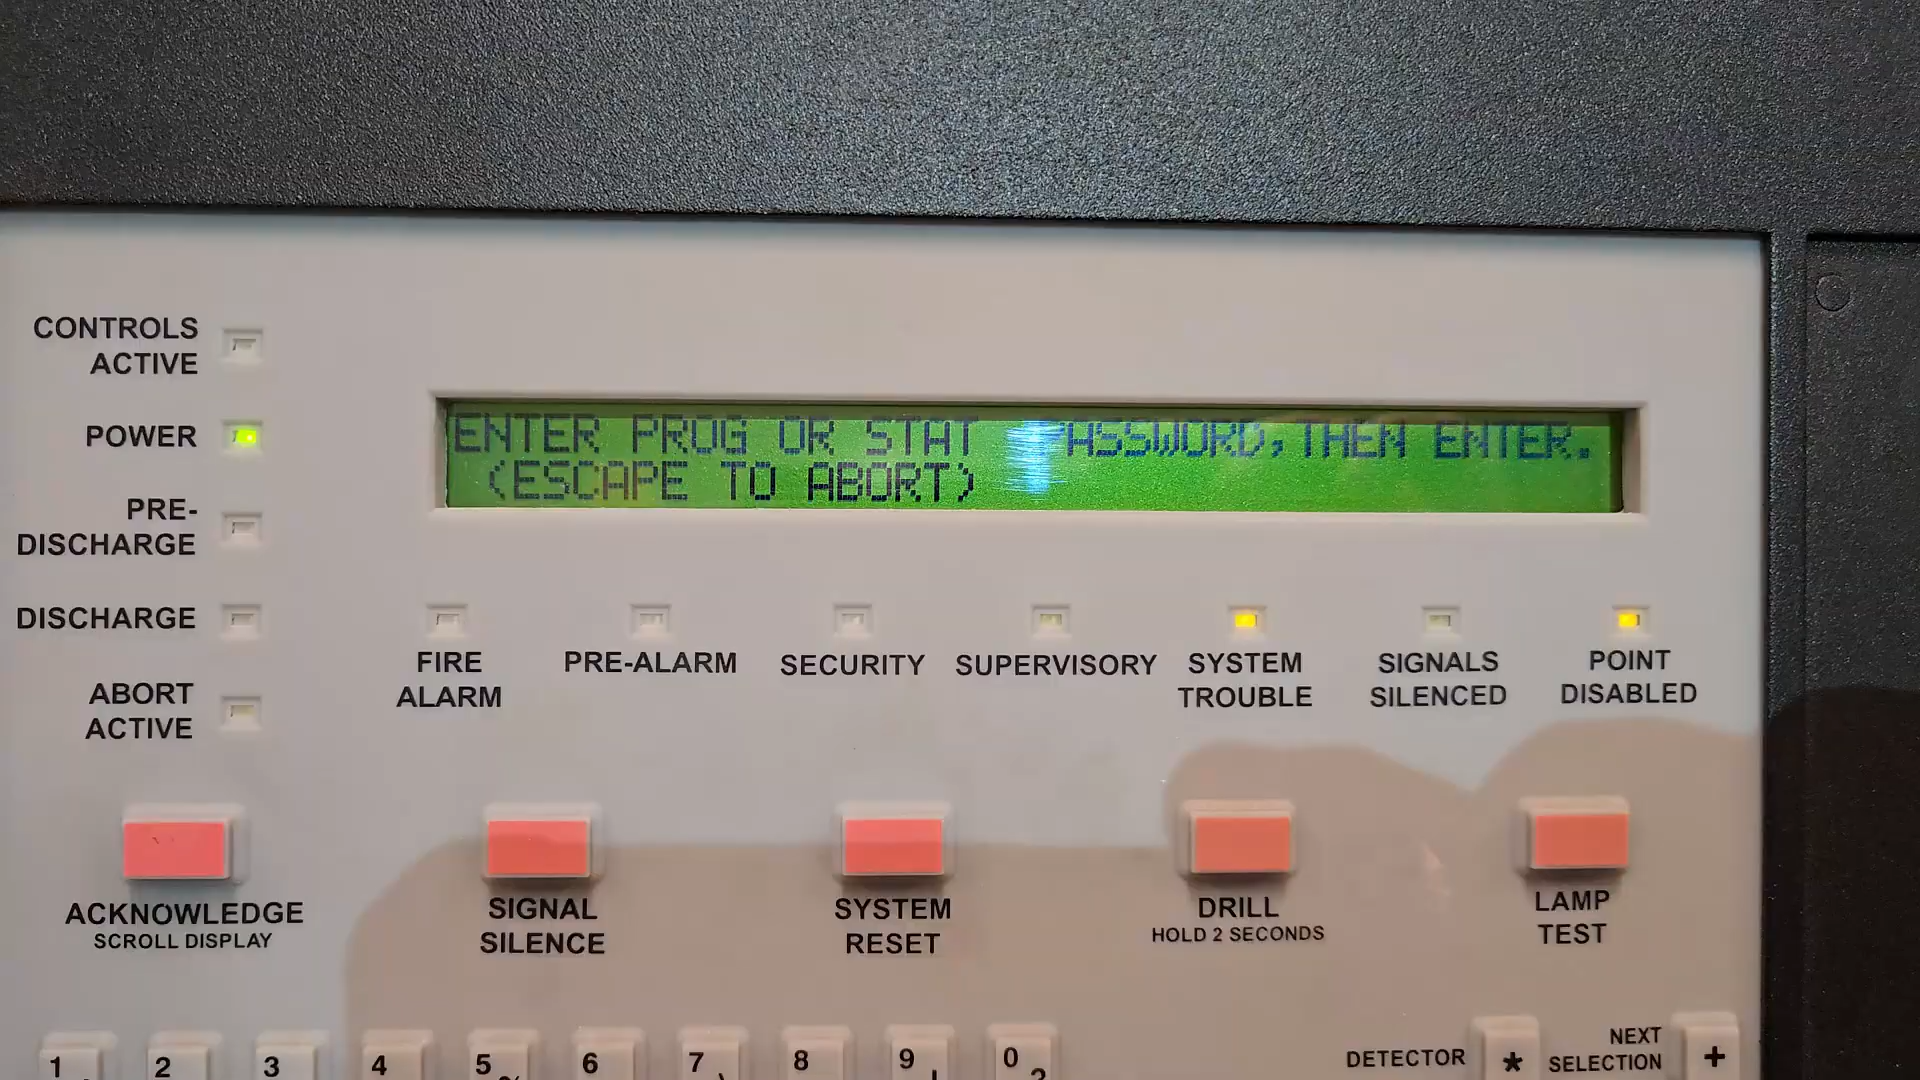 CONTROLS
ACTIVE
POWER
PRE-
DISCHARGE
DISCHARGE
ABORT
ACTIVE
ENTER PROG OR STAT PASSWORD,THEN ENTER.
(ESCAPE TO ABORT)
FIRE
ALARM
PRE-ALARM
SECURITY
SUPERVISORY
SYSTEM
TROUBLE
SIGNALS
SILENCED
POINT
DISABLED
ACKNOWLEDGE
SCROLL DISPLAY
SIGNAL
SILENCE
SYSTEM
RESET
DRILL
HOLD 2 SECONDS
LAMP
TEST
1 2 3 4 5 6 7 8 9 0
DETECTOR *
NEXT
SELECTION +